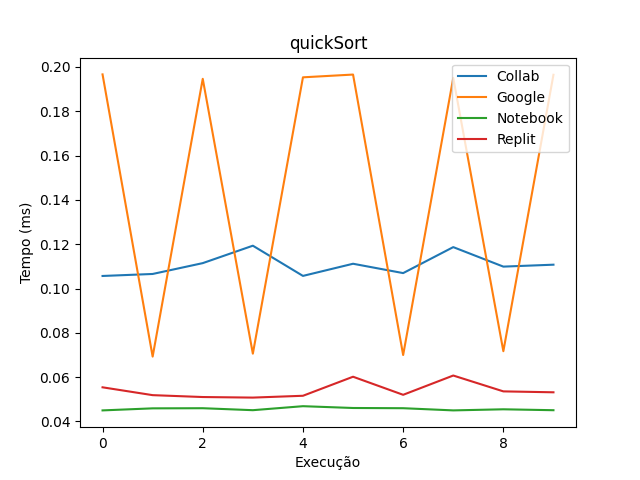 quickSort
Tempo (ms)
0.20
0.18
0.16
0.14
0.12
0.10
0.08
0.06
0.04
Collab
Google
Notebook
Replit
0 2 4 6 8
Execução